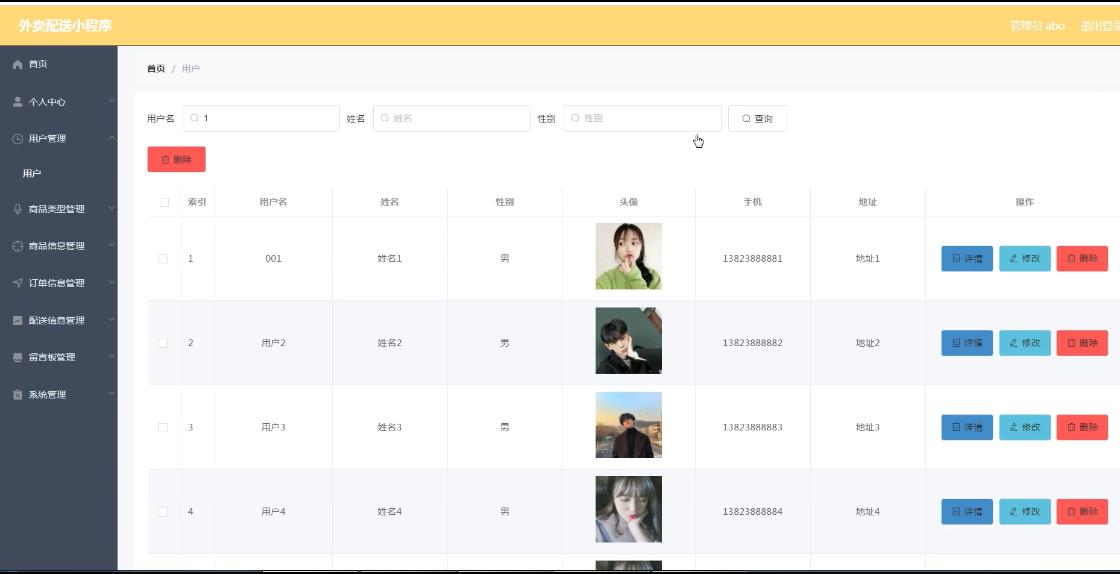 外卖配送小程序
管理员 abo 退出登录
首页
个人中心
用户管理
用户
商品类型管理
商品信息管理
订单信息管理
配送信息管理
留言板管理
系统管理
首页 / 用户
用户名 1 姓名 姓名 性别 性别 查询
删除
索引 用户名 姓名 性别 头像 手机 地址 操作
1 001 姓名1 男 13823888881 地址1 详情 修改 删除
2 用户2 姓名2 男 13823888882 地址2 详情 修改 删除
3 用户3 姓名3 男 13823888883 地址3 详情 修改 删除
4 用户4 姓名4 男 13823888884 地址4 详情 修改 删除